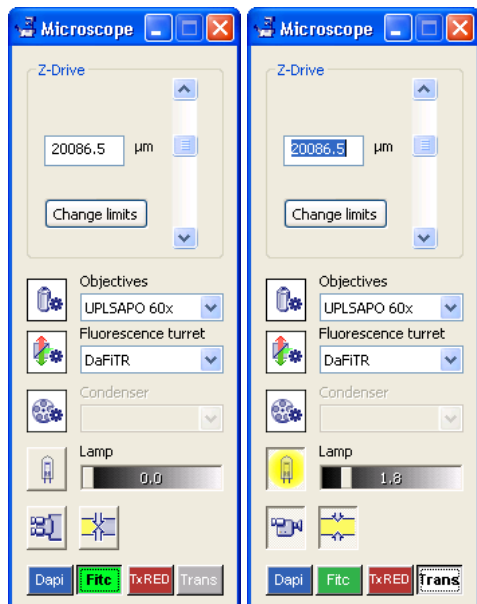 Microscope
Z-Drive
20086.5 µm
Change limits
Objectives
UPLSAPO 60x
Fluorescence turret
DaFiTR
Condenser
Lamp
0.0
Dapi Fitc TxRED Trans
Microscope
Z-Drive
20086.5 µm
Change limits
Objectives
UPLSAPO 60x
Fluorescence turret
DaFiTR
Condenser
Lamp
1.8
Dapi Fitc TxRED Trans